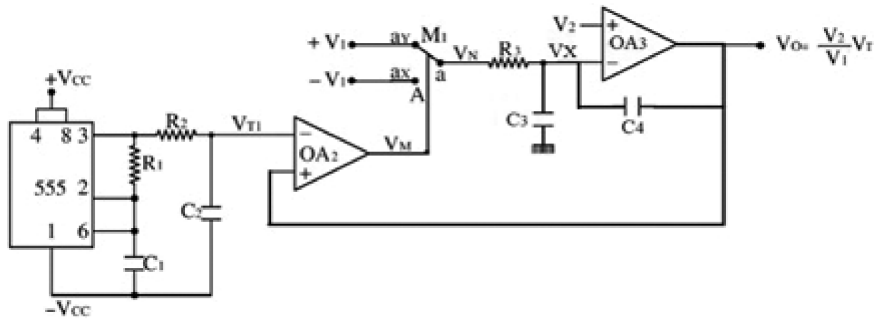 +VCC
4 8 3
555 2
1 6
−VCC
R1
C1
R2
C2
VT1
−
+
OA2
VM
+ V1
− V1
aY
aX
M1
a
A
VN
R3
VX
C3
V2
+
−
OA3
C4
VO= V2/V1 VT